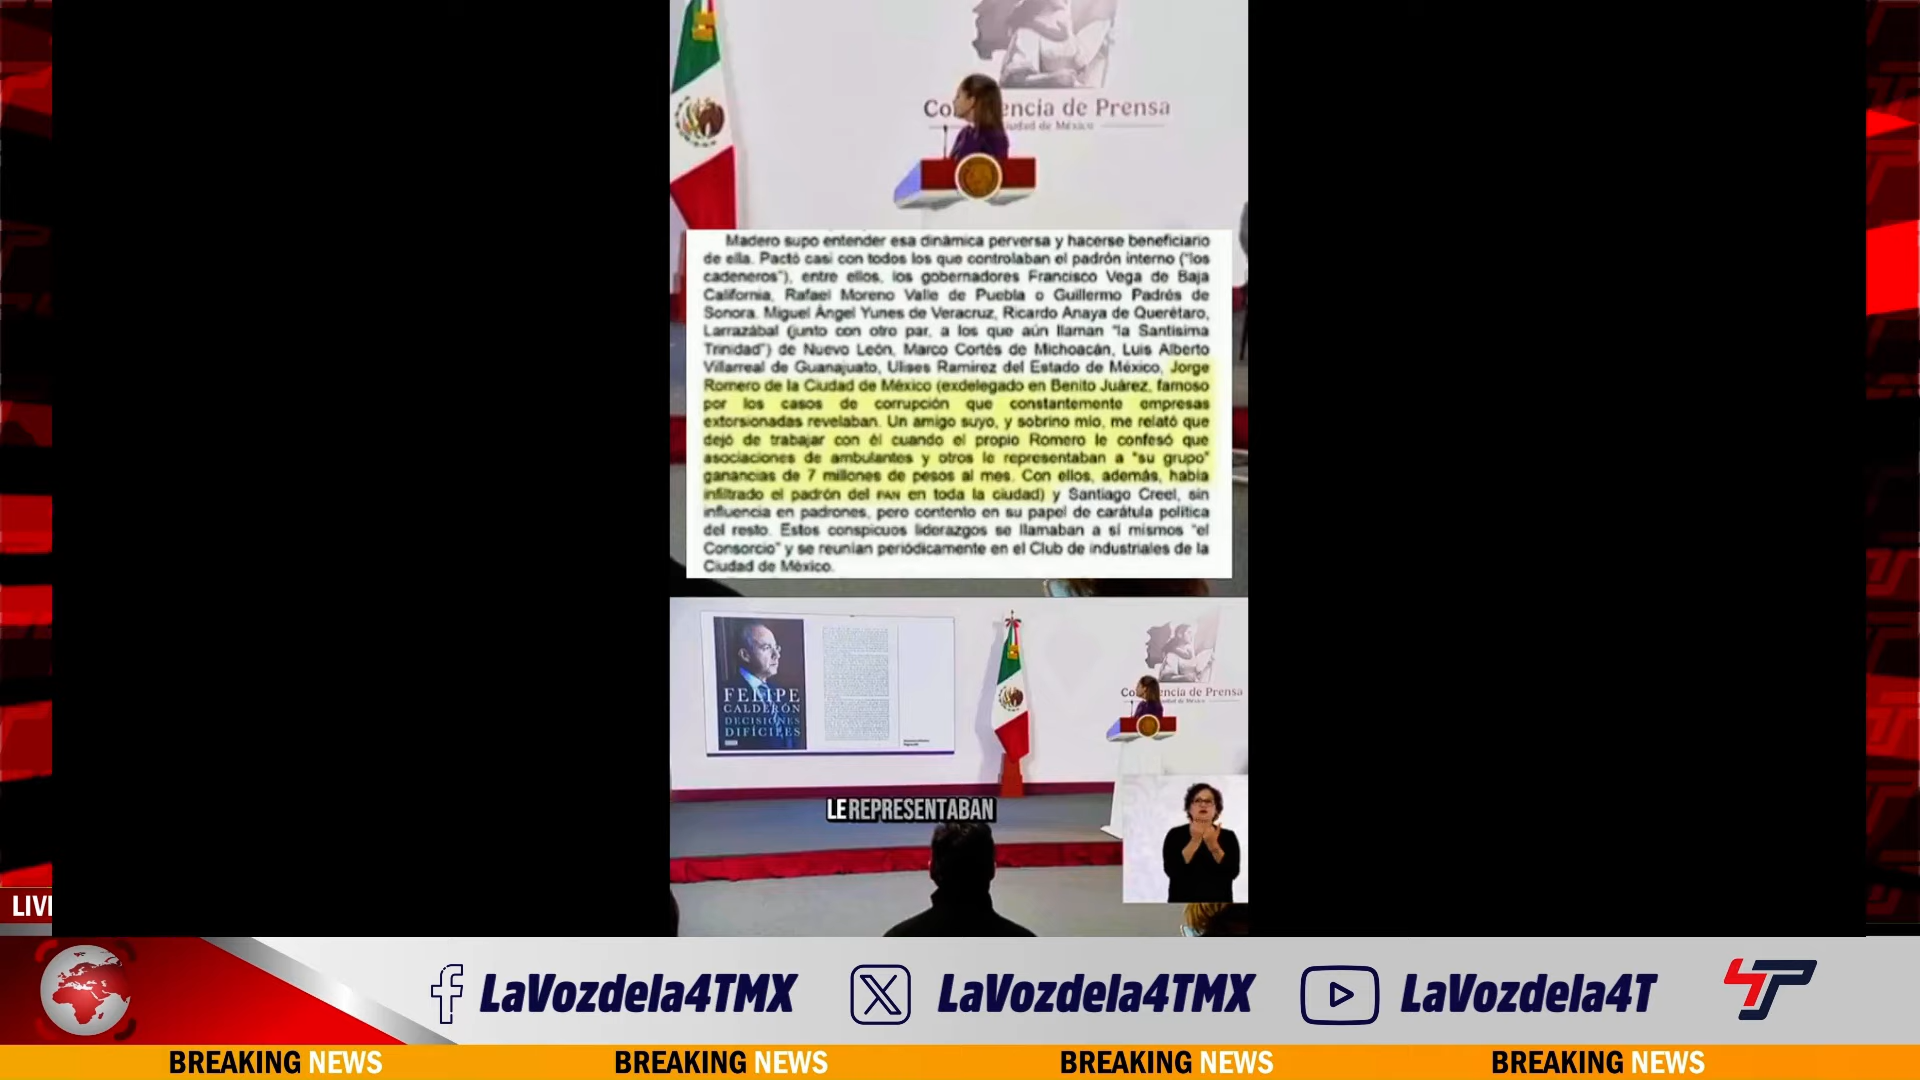 Co encia de Prensa
udad de México
Madero supo entender esa dinámica perversa y hacerse beneficiario
de ella. Pactó casi con todos los que controlaban el padrón interno ("los
cadeneros"), entre ellos, los gobernadores Francisco Vega de Baja
California, Rafael Moreno Valle de Puebla o Guillermo Padrés de
Sonora. Miguel Ángel Yunes de Veracruz, Ricardo Anaya de Querétaro,
Larrazábal (junto con otro par, a los que aún llaman "la Santísima
Trinidad") de Nuevo León, Marco Cortés de Michoacán, Luis Alberto
Villarreal de Guanajuato, Ulises Ramírez del Estado de México, Jorge
Romero de la Ciudad de México (exdelegado en Benito Juárez, famoso
por los casos de corrupción que constantemente empresas
extorsionadas revelaban. Un amigo suyo, y sobrino mío, me relató que
dejó de trabajar con él cuando el propio Romero le confesó que
asociaciones de ambulantes y otros le representaban a "su grupo"
ganancias de 7 millones de pesos al mes. Con ellos, además, había
infiltrado el padrón del PAN en toda la ciudad) y Santiago Creel, sin
influencia en padrones, pero contento en su papel de carátula política
del resto. Estos conspicuos liderazgos se llamaban a sí mismos "el
Consorcio" y se reunían periódicamente en el Club de industriales de la
Ciudad de México.
FELIPE
CALDERÓN
DECISIONES
DIFÍCILES
Co encia de Prensa
dad de México
LE REPRESENTABAN
LIVE
LaVozdela4TMX LaVozdela4TMX LaVozdela4T 4TP
BREAKING NEWS BREAKING NEWS BREAKING NEWS BREAKING NEWS